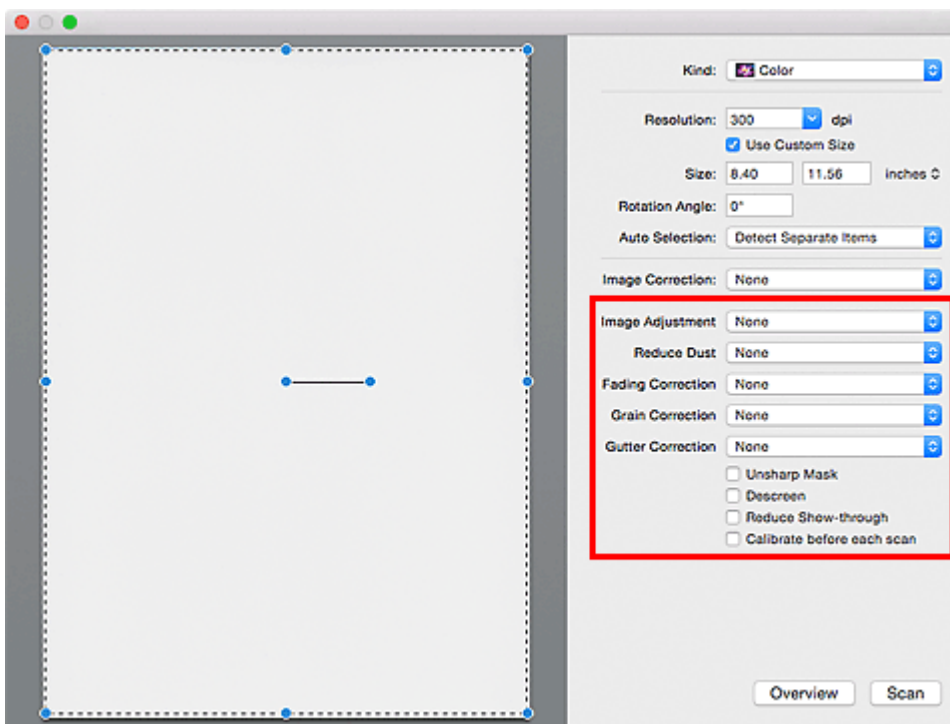 Kind: Color
Resolution: 300 dpi
Use Custom Size
Size: 8.40 11.56 inches
Rotation Angle: 0°
Auto Selection: Detect Separate Items
Image Correction: None
Image Adjustment None
Reduce Dust None
Fading Correction None
Grain Correction None
Gutter Correction None
Unsharp Mask
Descreen
Reduce Show-through
Calibrate before each scan
Overview Scan